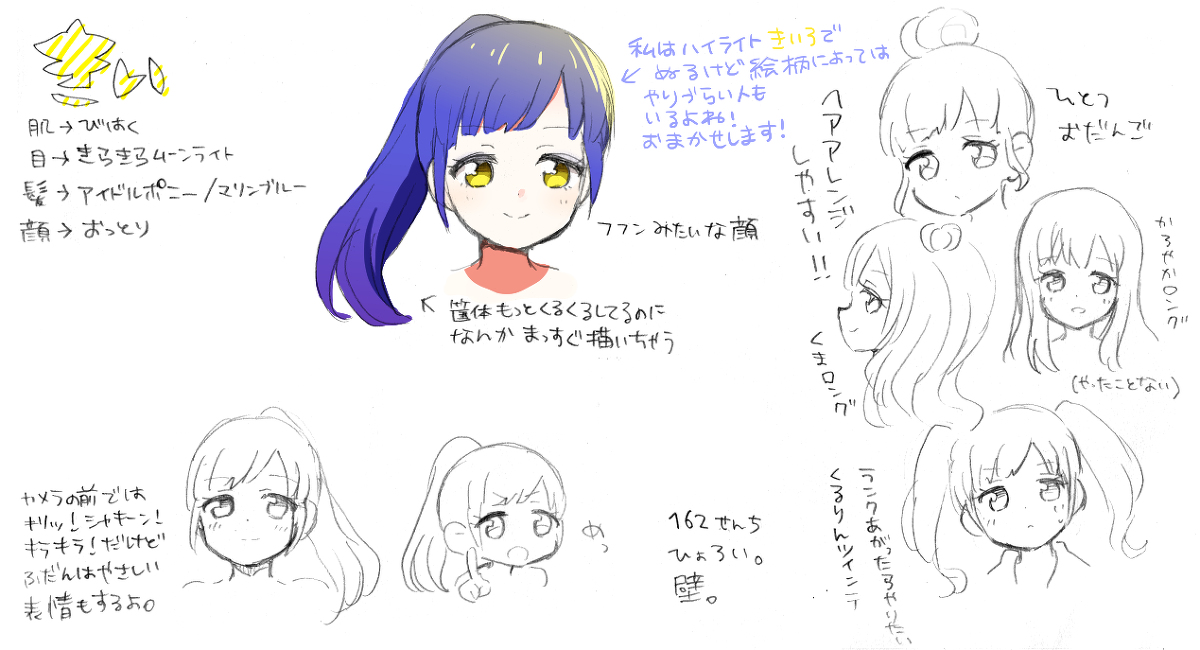 肌→びはく
目→きらきらムーンライト
髪→アイドルポニー/マリンブルー
顔→おっとり
私はハイライトきいろで
ぬるけど絵柄によっては
やりづらい人も
いるよね!
おまかせします!
フフンみたいな顔
筐体もっとくるくるしてるのに
なんかまっすぐ描いちゃう
ヘアアレンジ
しやすい!!
ひとつ
おだんご
かろやかロング
(やったことない)
くまロング
カメラの前では
キリッ!シャキーン!
キラキラ!だけど
ふだんはやさしい
表情もするよ。
めっ
162せんち
ひょろい。
壁。
ランクあがったらやりたい
くるりんツインテ